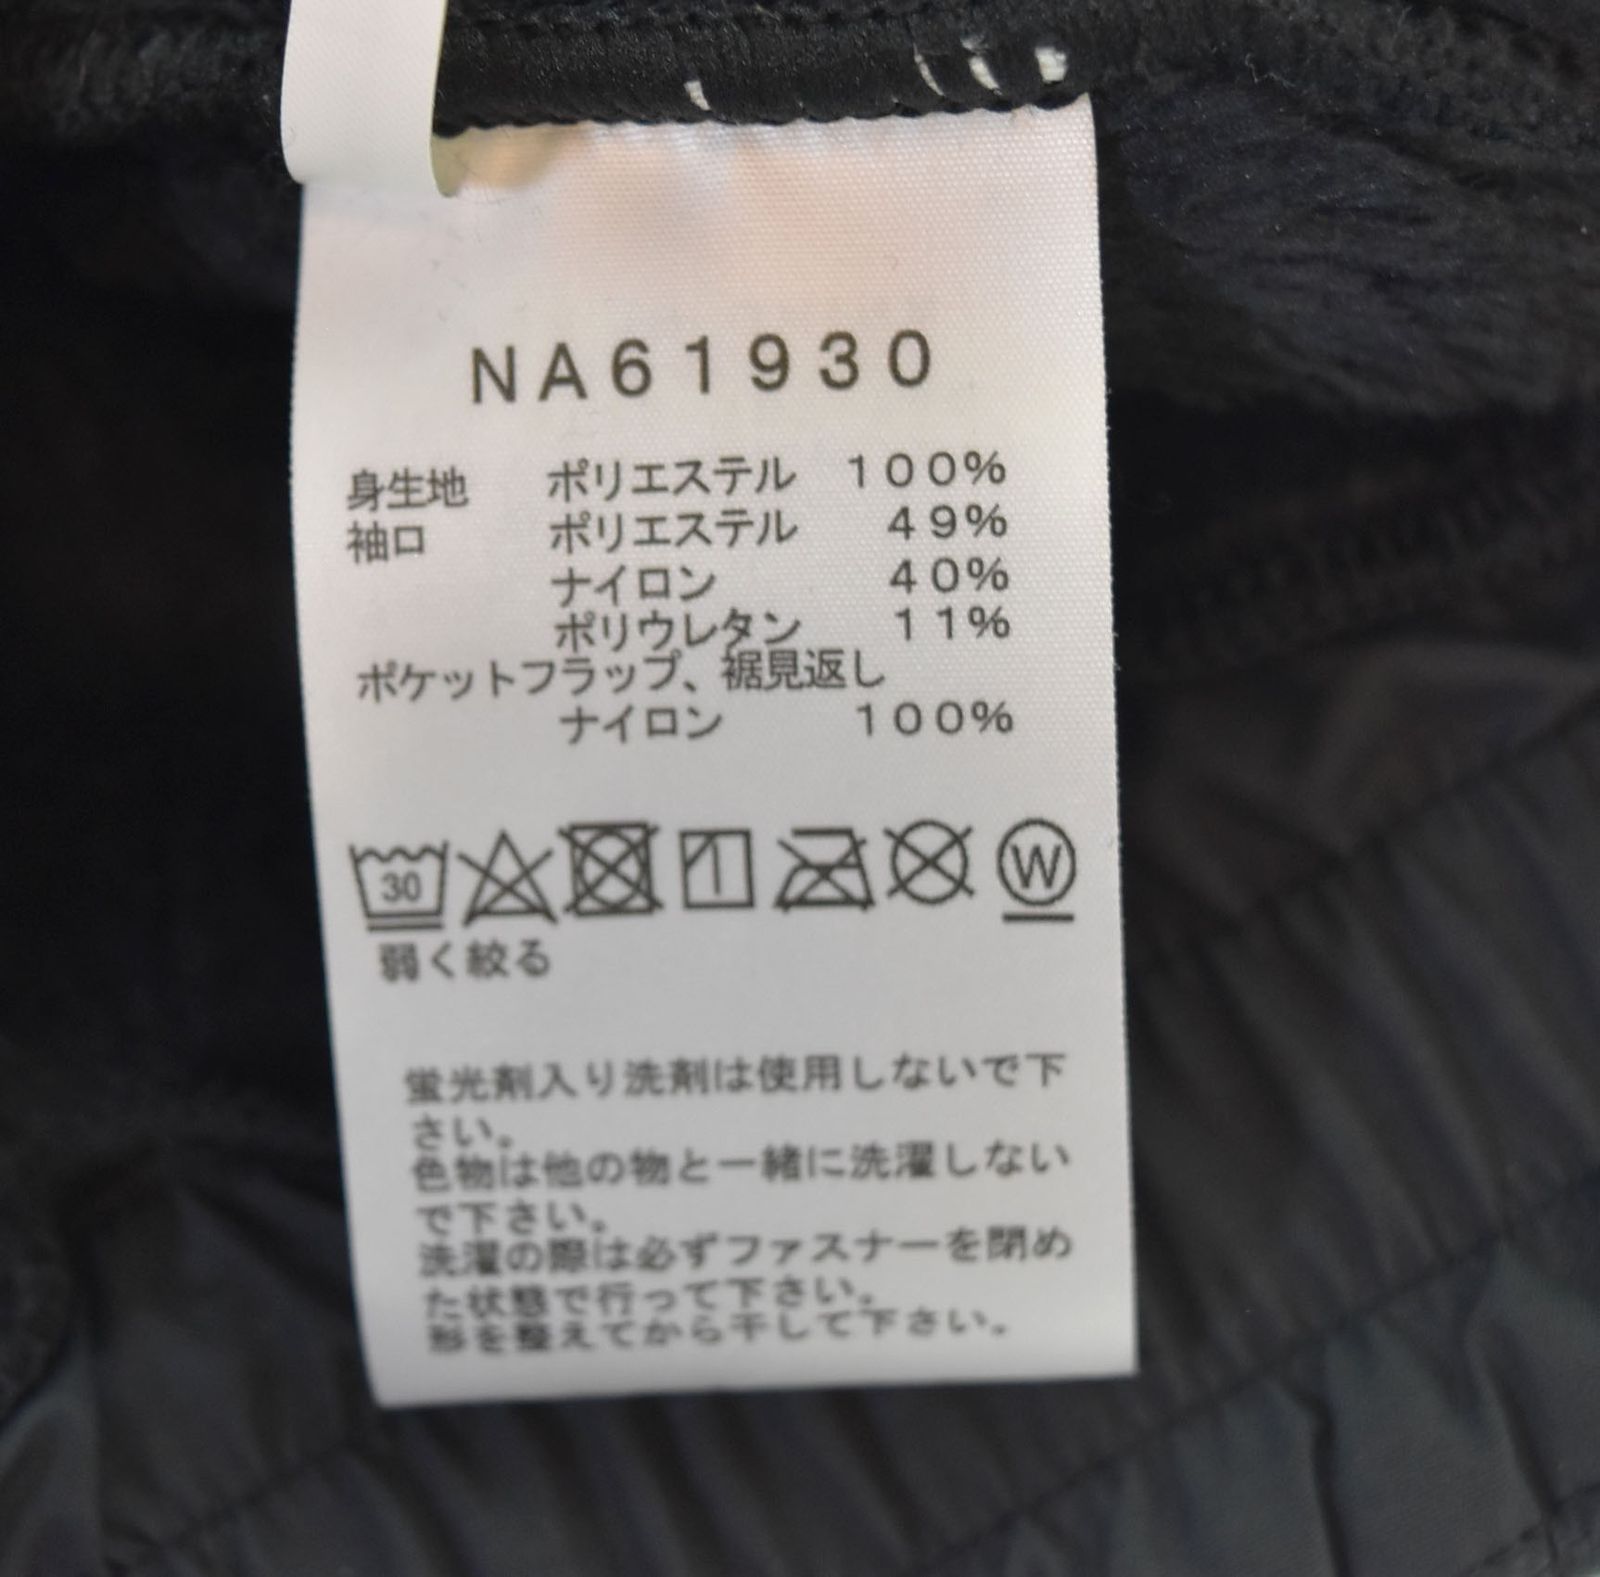 NA61930
身生地 ポリエステル 100%
袖口 ポリエステル 49%
ナイロン 40%
ポリウレタン 11%
ポケットフラップ、裾見返し
ナイロン 100%
30
W
弱く絞る
蛍光剤入り洗剤は使用しないで下
さい。
色物は他の物と一緒に洗濯しない
で下さい。
洗濯の際は必ずファスナーを閉め
た状態で行って下さい。
形を整えてから干して下さい。